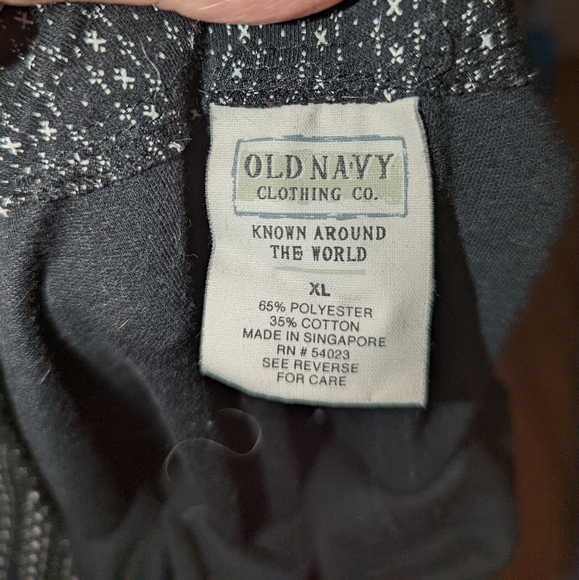 OLD NAVY
CLOTHING CO.
KNOWN AROUND
THE WORLD
XL
65% POLYESTER
35% COTTON
MADE IN SINGAPORE
RN # 54023
SEE REVERSE
FOR CARE